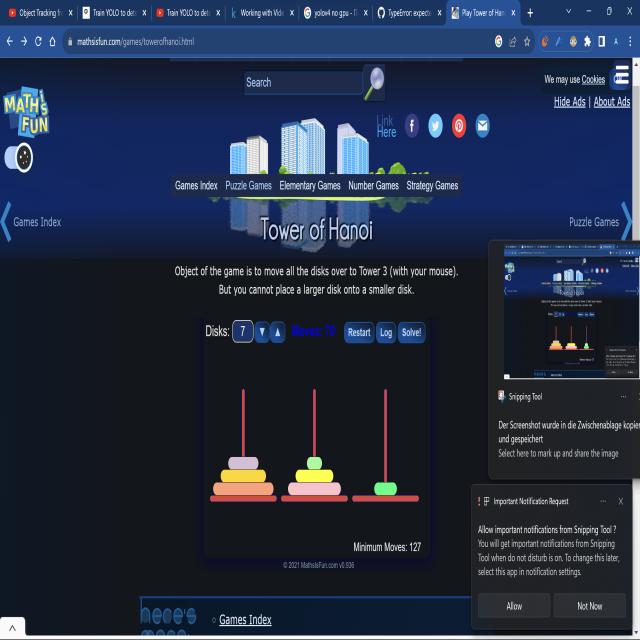 Object Tracking fr
Train YOLO to dete
Train YOLO to dete
Working with Vide
yolov4 no gpu - G
TypeError: expecte
Play Tower of Han
mathsisfun.com/games/towerofhanoi.html
Search
We may use Cookies
Hide Ads | About Ads
MATHS
FUN
Link
Here
Games Index Puzzle Games Elementary Games Number Games Strategy Games
Games Index
Puzzle Games
Tower of Hanoi
Object of the game is to move all the disks over to Tower 3 (with your mouse).
But you cannot place a larger disk onto a smaller disk.
Disks: 7 ▼ ▲ Moves: 70 Restart Log Solve!
Minimum Moves: 127
© 2021 MathsIsFun.com v0.936
Snipping Tool
Der Screenshot wurde in die Zwischenablage kopier
und gespeichert
Select here to mark up and share the image
Important Notification Request
Allow important notifications from Snipping Tool ?
You will get important notifications from Snipping
Tool when do not disturb is on. To change this later,
select this app in notification settings.
Allow
Not Now
Games Index